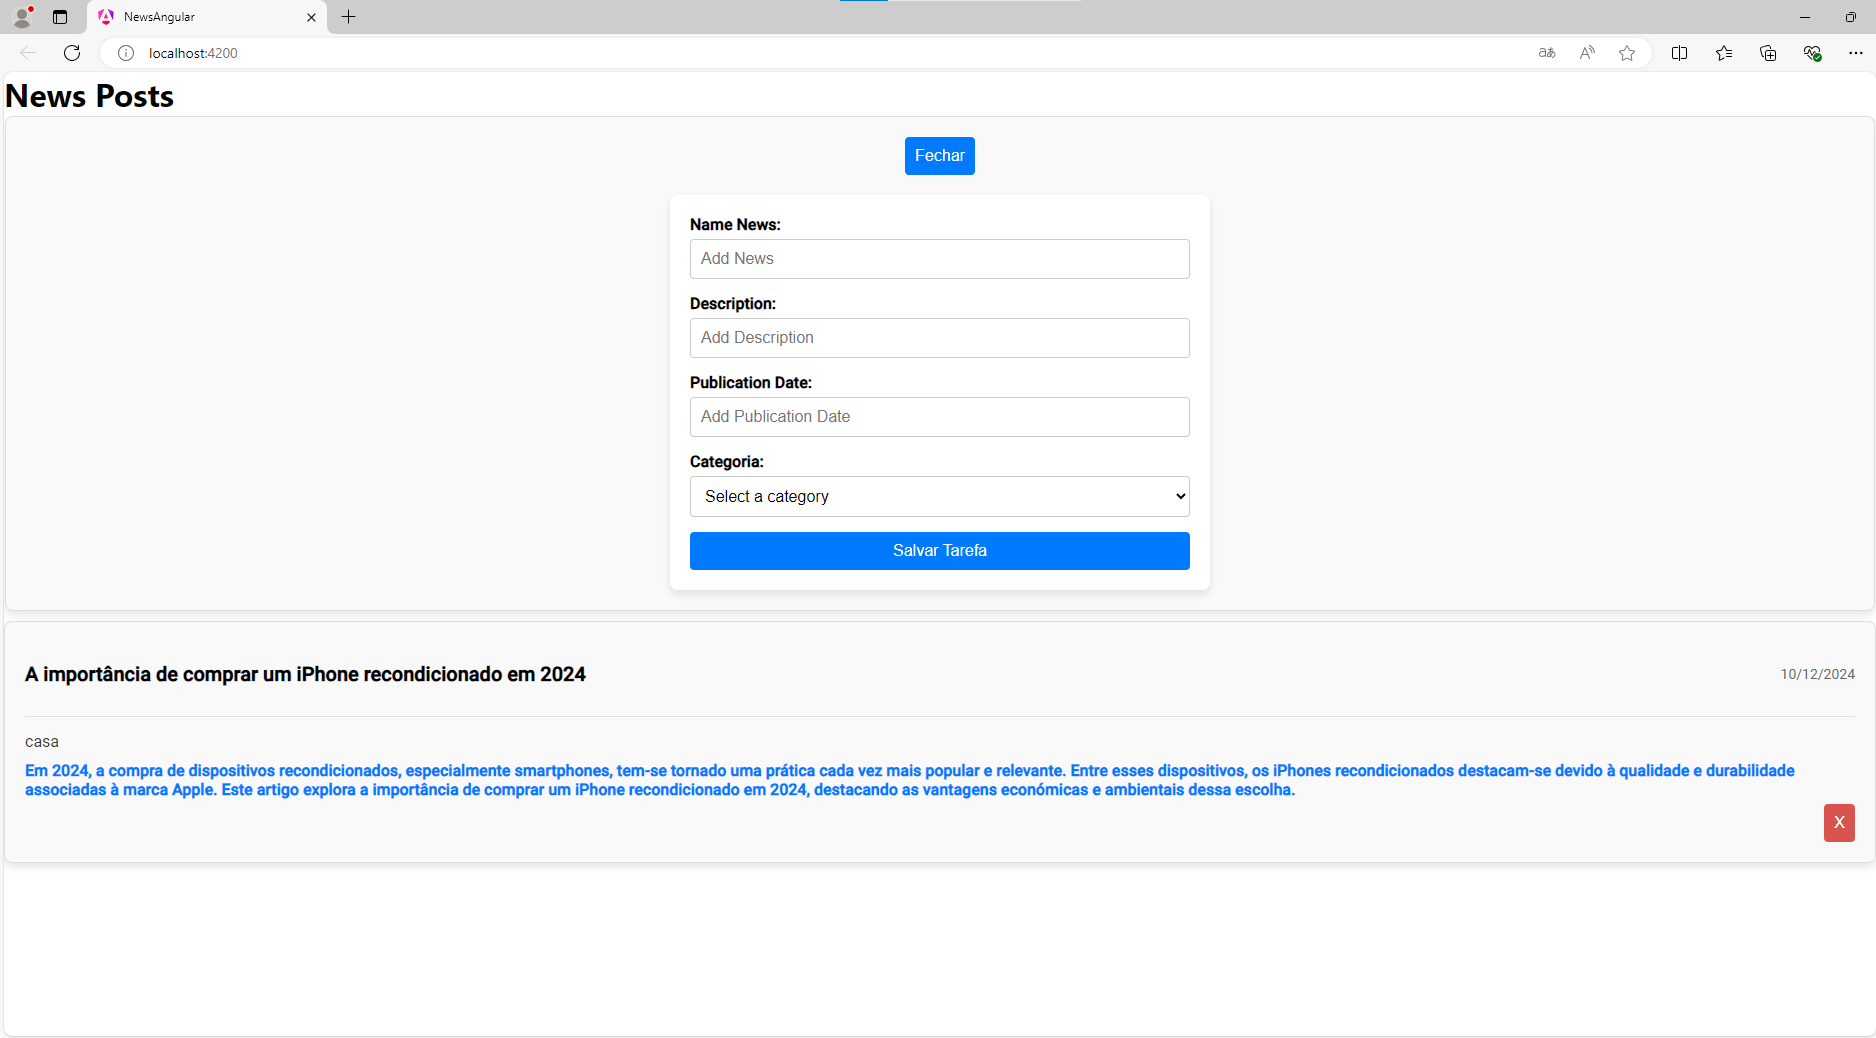 NewsAngular
localhost:4200
News Posts
Fechar
Name News:
Add News
Description:
Add Description
Publication Date:
Add Publication Date
Categoria:
Select a category
Salvar Tarefa
A importância de comprar um iPhone recondicionado em 2024
10/12/2024
casa
Em 2024, a compra de dispositivos recondicionados, especialmente smartphones, tem-se tornado uma prática cada vez mais popular e relevante. Entre esses dispositivos, os iPhones recondicionados destacam-se devido à qualidade e durabilidade
associadas à marca Apple. Este artigo explora a importância de comprar um iPhone recondicionado em 2024, destacando as vantagens económicas e ambientais dessa escolha.
X